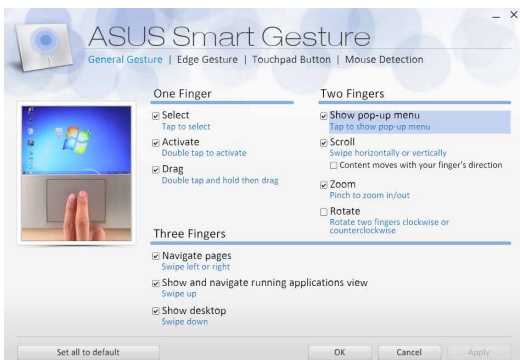 ASUS Smart Gesture
General Gesture | Edge Gesture | Touchpad Button | Mouse Detection
One Finger
Select
Tap to select
Activate
Double tap to activate
Drag
Double tap and hold then drag
Two Fingers
Show pop-up menu
Tap to show pop-up menu
Scroll
Swipe horizontally or vertically
Content moves with your finger's direction
Zoom
Pinch to zoom in/out
Rotate
Rotate two fingers clockwise or
counterclockwise
Three Fingers
Navigate pages
Swipe left or right
Show and navigate running applications view
Swipe up
Show desktop
Swipe down
Set all to default
OK
Cancel
Apply